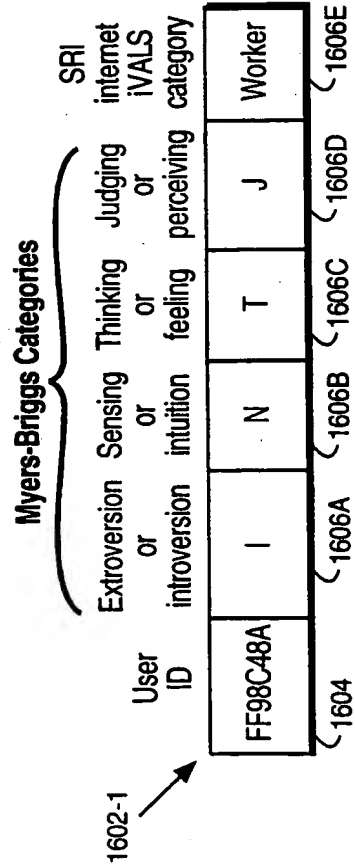 Myers-Briggs Categories
User
ID
Extroversion
or
introversion
Sensing
or
intuition
Thinking
or
feeling
Judging
or
perceiving
SRI
internet
iVALS
category
1602-1
FF98C48A
I
N
T
J
Worker
1604
1606A
1606B
1606C
1606D
1606E